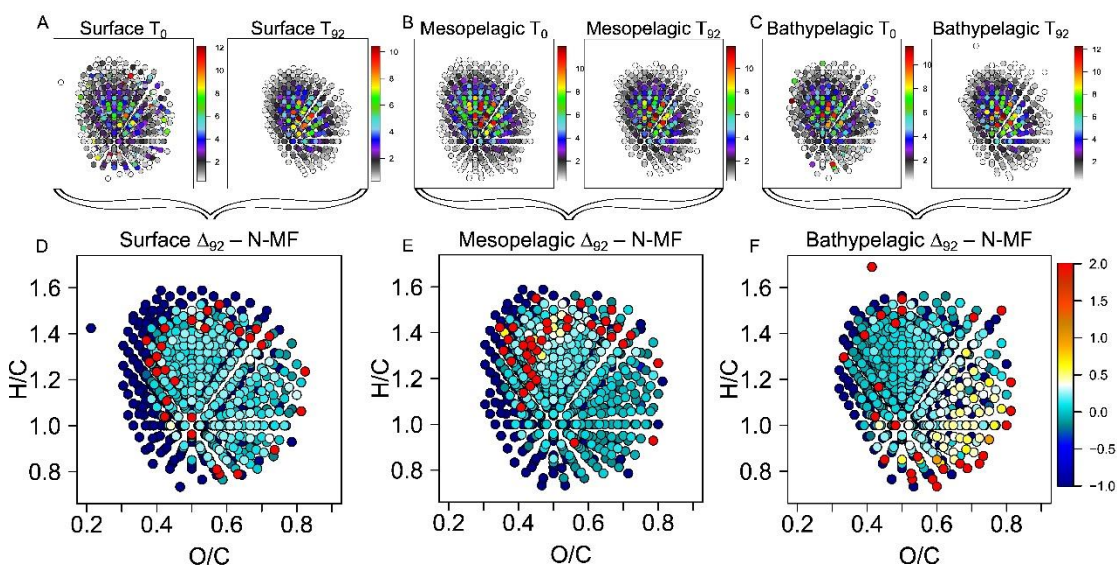 A
Surface T₀
Surface T₉₂
B
Mesopelagic T₀
Mesopelagic T₉₂
C
Bathypelagic T₀
Bathypelagic T₉₂
12
10
8
6
4
2
10
8
6
4
2
12
10
8
6
4
2
12
10
8
6
4
2
12
10
8
6
4
2
12
10
8
6
4
2
D
Surface Δ₉₂ – N-MF
E
Mesopelagic Δ₉₂ – N-MF
F
Bathypelagic Δ₉₂ – N-MF
H/C
1.6
1.4
1.2
1.0
0.8
0.2 0.4 0.6 0.8
O/C
H/C
1.6
1.4
1.2
1.0
0.8
0.2 0.4 0.6 0.8
O/C
H/C
1.6
1.4
1.2
1.0
0.8
0.2 0.4 0.6 0.8
O/C
2.0
1.5
1.0
0.5
0.0
-0.5
-1.0